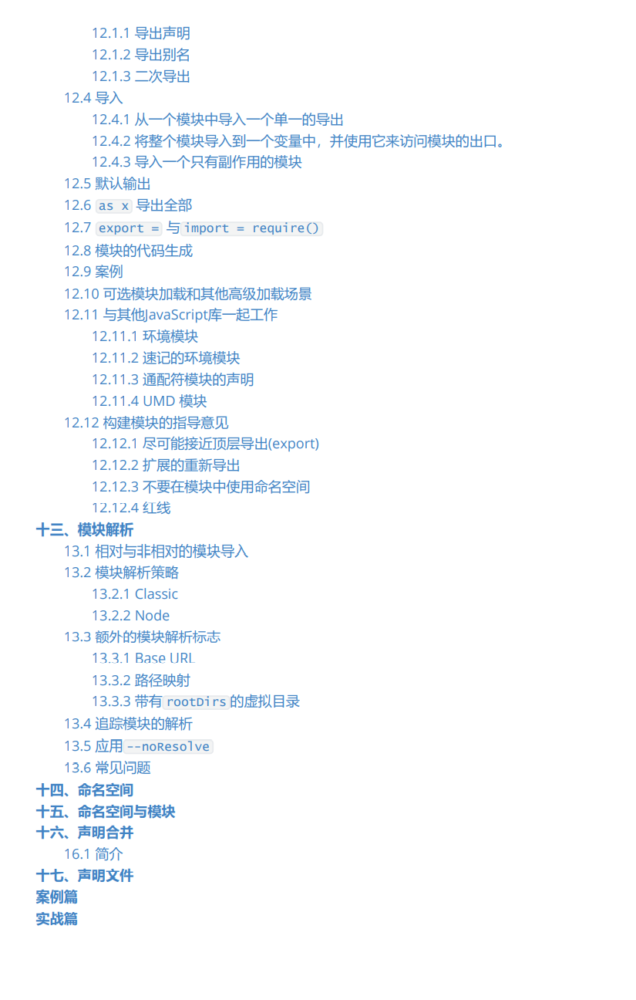 12.1.1 导出声明
12.1.2 导出别名
12.1.3 二次导出
12.4 导入
12.4.1 从一个模块中导入一个单一的导出
12.4.2 将整个模块导入到一个变量中，并使用它来访问模块的出口。
12.4.3 导入一个只有副作用的模块
12.5 默认输出
12.6 as x 导出全部
12.7 export = 与import = require()
12.8 模块的代码生成
12.9 案例
12.10 可选模块加载和其他高级加载场景
12.11 与其他JavaScript库一起工作
12.11.1 环境模块
12.11.2 速记的环境模块
12.11.3 通配符模块的声明
12.11.4 UMD 模块
12.12 构建模块的指导意见
12.12.1 尽可能接近顶层导出(export)
12.12.2 扩展的重新导出
12.12.3 不要在模块中使用命名空间
12.12.4 红线
十三、模块解析
13.1 相对与非相对的模块导入
13.2 模块解析策略
13.2.1 Classic
13.2.2 Node
13.3 额外的模块解析标志
13.3.1 Base URL
13.3.2 路径映射
13.3.3 带有rootDirs的虚拟目录
13.4 追踪模块的解析
13.5 应用--noResolve
13.6 常见问题
十四、命名空间
十五、命名空间与模块
十六、声明合并
16.1 简介
十七、声明文件
案例篇
实战篇